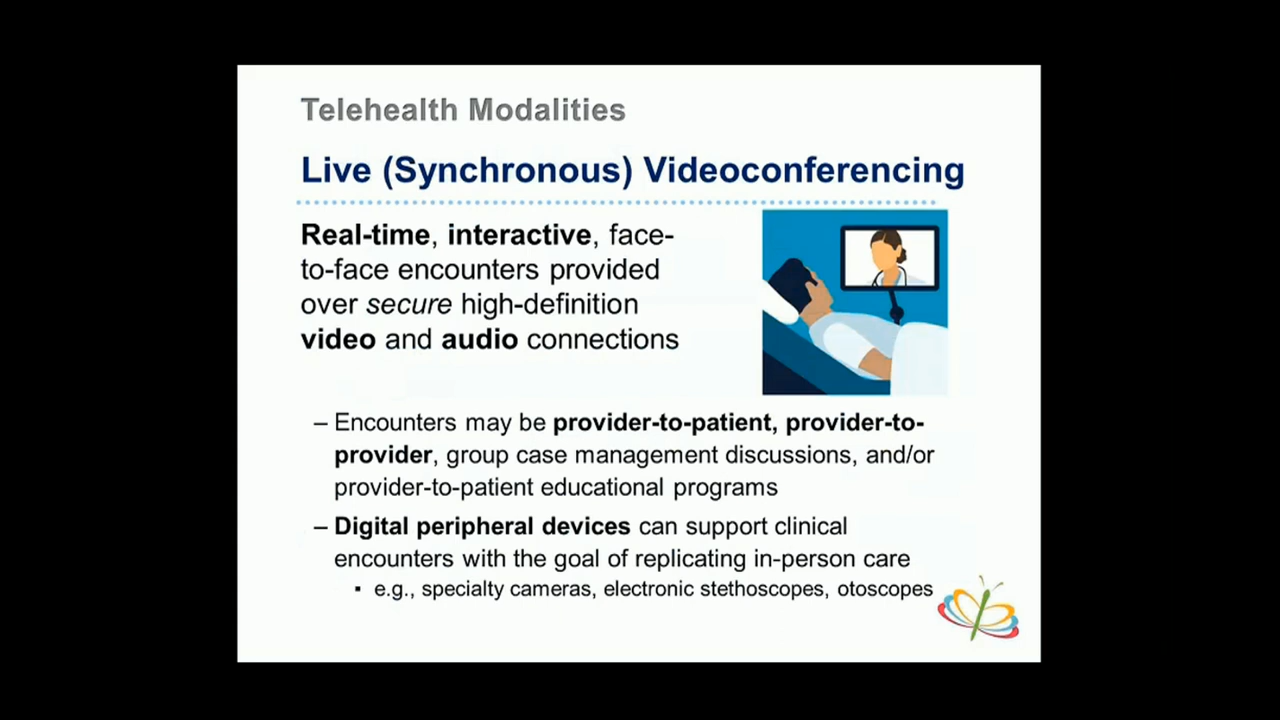 Telehealth Modalities
Live (Synchronous) Videoconferencing
Real-time, interactive, face-
to-face encounters provided
over secure high-definition
video and audio connections
– Encounters may be provider-to-patient, provider-to-
provider, group case management discussions, and/or
provider-to-patient educational programs
– Digital peripheral devices can support clinical
encounters with the goal of replicating in-person care
▪ e.g., specialty cameras, electronic stethoscopes, otoscopes